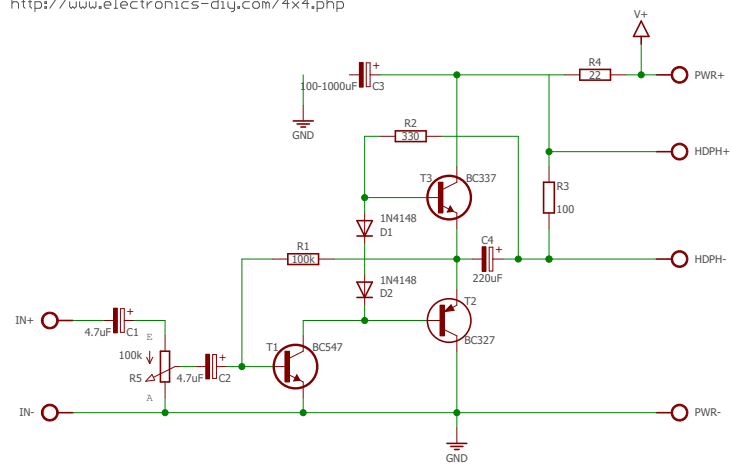 http://www.electronics-diy.com/4x4.php
V+
R4
22
PWR+
100-1000uF
C3
GND
R2
330
HDPH+
T3
BC337
R3
100
1N4148
D1
C4
220uF
HDPH-
R1
100k
1N4148
D2
T2
BC327
IN+
4.7uF
C1
E
100k
R5
A
4.7uF
C2
T1
BC547
IN-
PWR-
GND